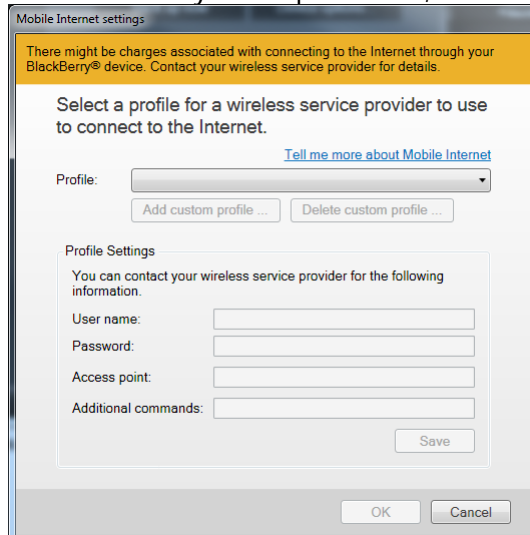 Mobile Internet settings
There might be charges associated with connecting to the Internet through your
BlackBerry® device. Contact your wireless service provider for details.
Select a profile for a wireless service provider to use
to connect to the Internet.
Tell me more about Mobile Internet
Profile:
Add custom profile ... Delete custom profile ...
Profile Settings
You can contact your wireless service provider for the following
information.
User name:
Password:
Access point:
Additional commands:
Save
OK Cancel